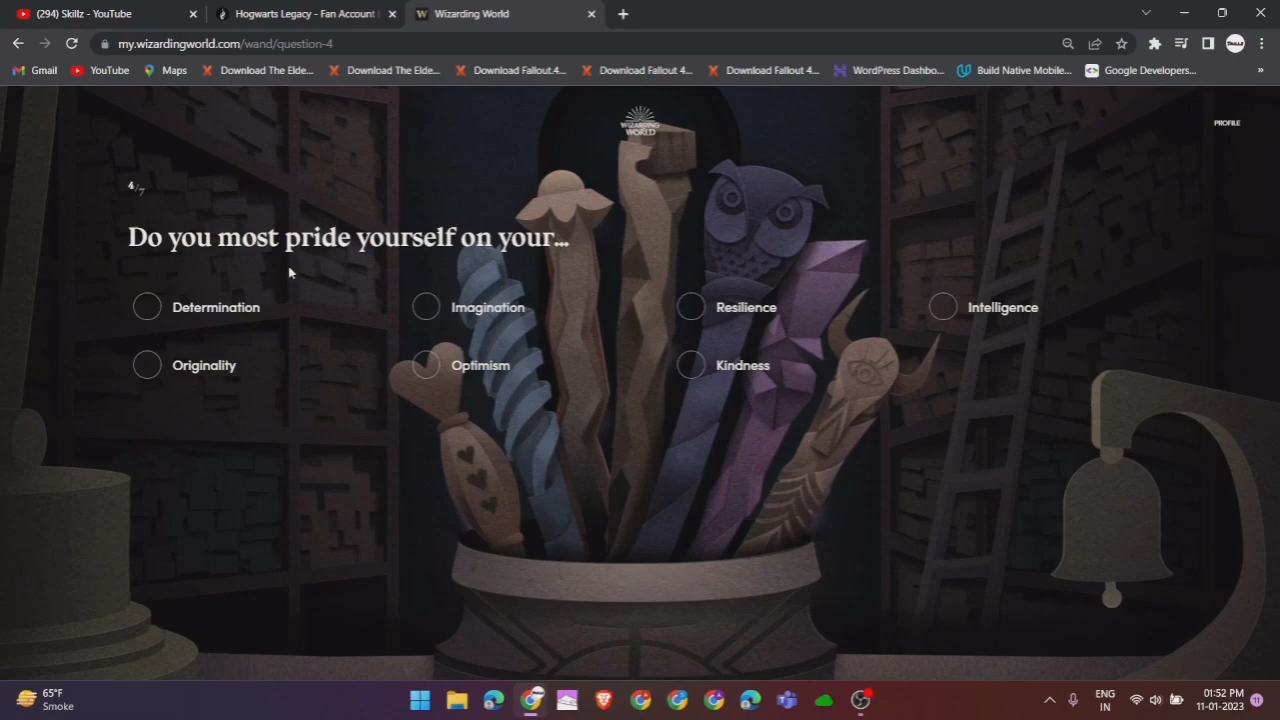 (294) Skillz - YouTube
Hogwarts Legacy - Fan Account
Wizarding World
my.wizardingworld.com/wand/question-4
Gmail
YouTube
Maps
Download The Elde...
Download The Elde...
Download Fallout.4...
Download Fallout 4...
Download Fallout 4...
WordPress Dashbo...
Build Native Mobile...
Google Developers...
»
WIZARDING
WORLD
PROFILE
4/7
Do you most pride yourself on your...
Determination
Imagination
Resilience
Intelligence
Originality
Optimism
Kindness
65°F
Smoke
ENG
IN
01:52 PM
11-01-2023